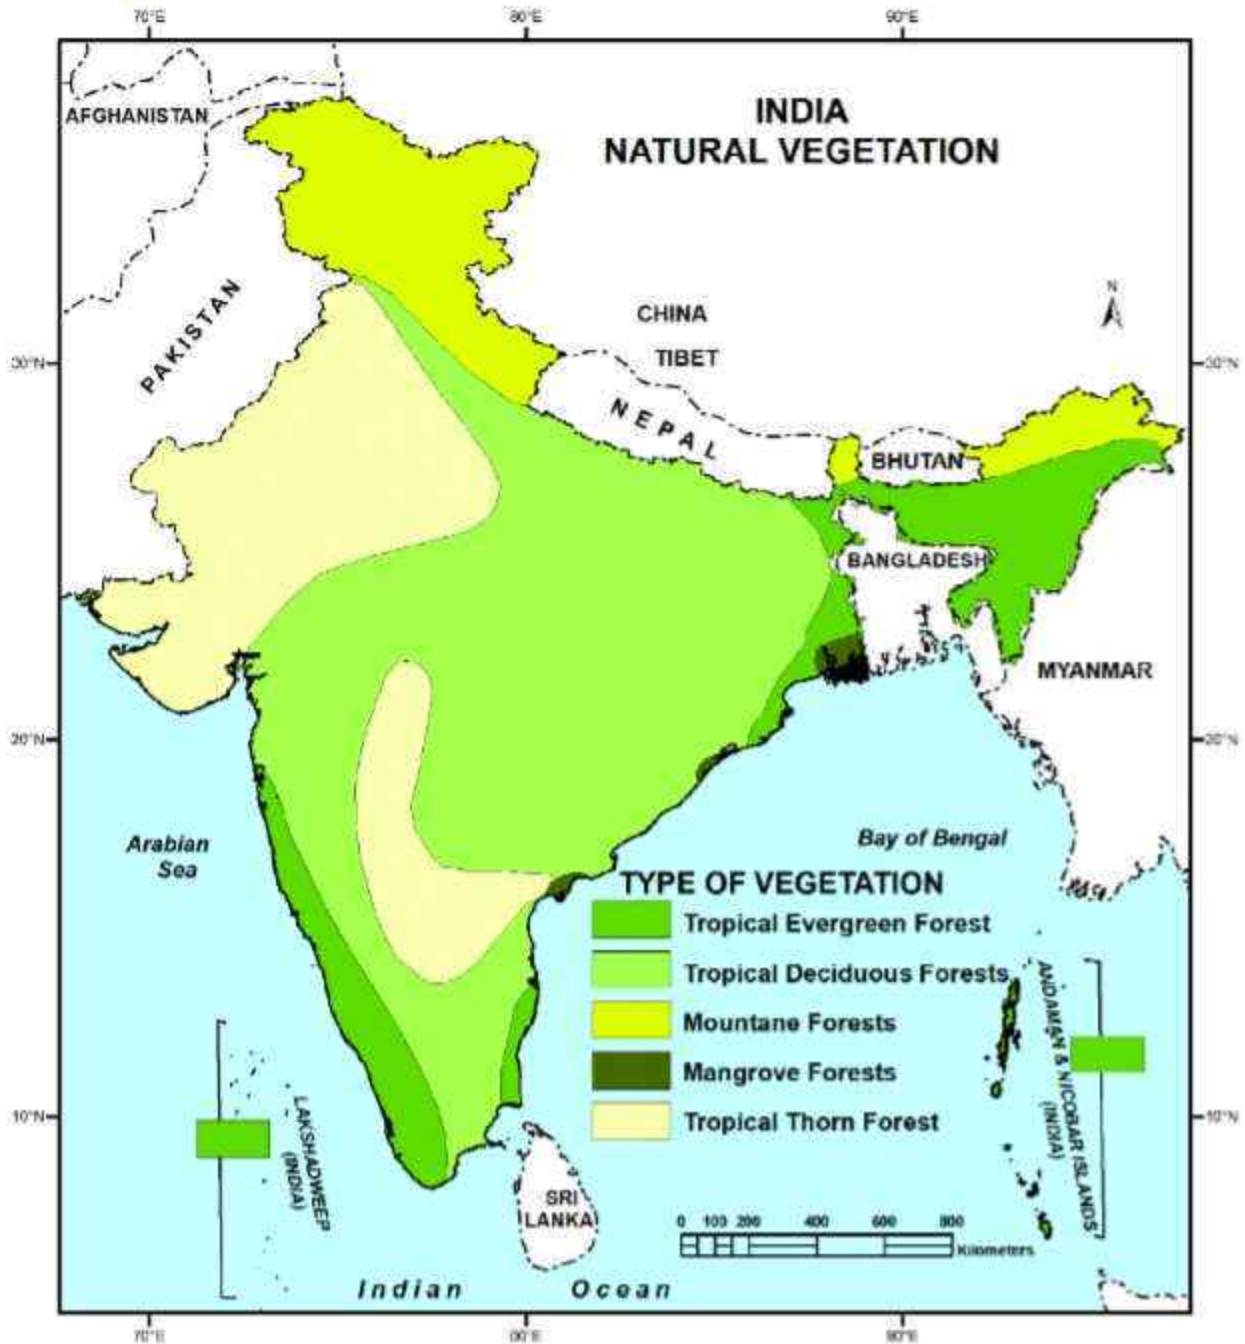 70°E 80°E 90°E
INDIA
NATURAL VEGETATION
AFGHANISTAN
PAKISTAN
CHINA
TIBET
N
30°N 30°N
NEPAL
BHUTAN
BANGLADESH
MYANMAR
20°N 20°N
Arabian
Sea
Bay of Bengal
TYPE OF VEGETATION
Tropical Evergreen Forest
Tropical Deciduous Forests
Mountane Forests
Mangrove Forests
Tropical Thorn Forest
ANDAMAN & NICOBAR ISLANDS
(INDIA)
LAKSHADWEEP
(INDIA)
10°N 10°N
SRI
LANKA
0 100 200 400 600 800
Kilometers
Indian Ocean
70°E 80°E 90°E